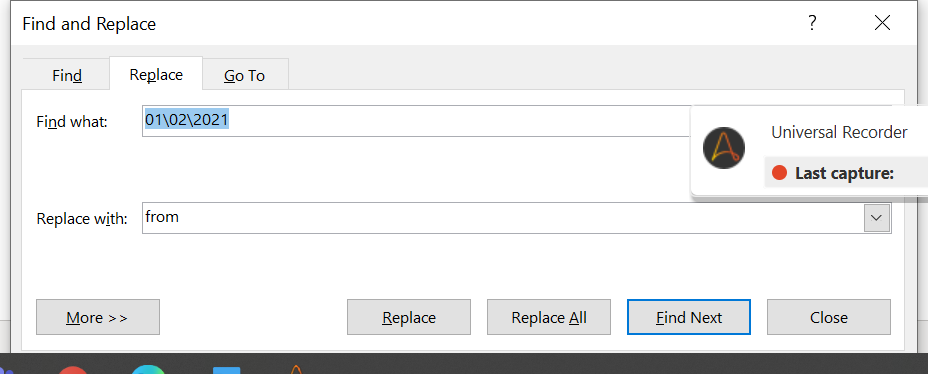 Find and Replace ? ×
Find Replace Go To
Find what: 01\02\2021
Universal Recorder
Last capture:
Replace with: from
More >> Replace Replace All Find Next Close